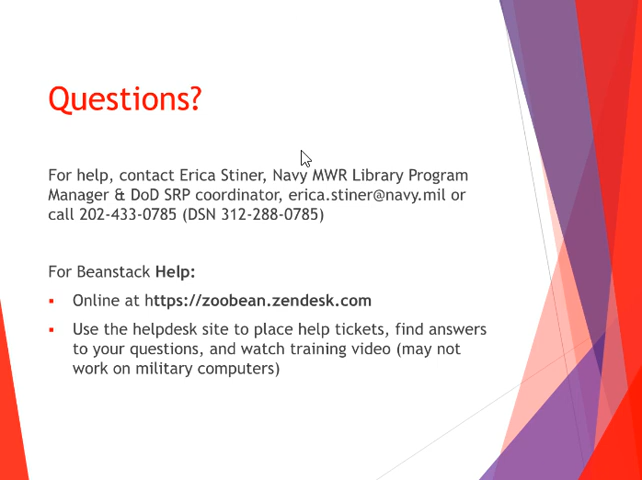 Questions?
For help, contact Erica Stiner, Navy MWR Library Program
Manager & DoD SRP coordinator, erica.stiner@navy.mil or
call 202-433-0785 (DSN 312-288-0785)
For Beanstack Help:
▪ Online at https://zoobean.zendesk.com
▪ Use the helpdesk site to place help tickets, find answers
to your questions, and watch training video (may not
work on military computers)